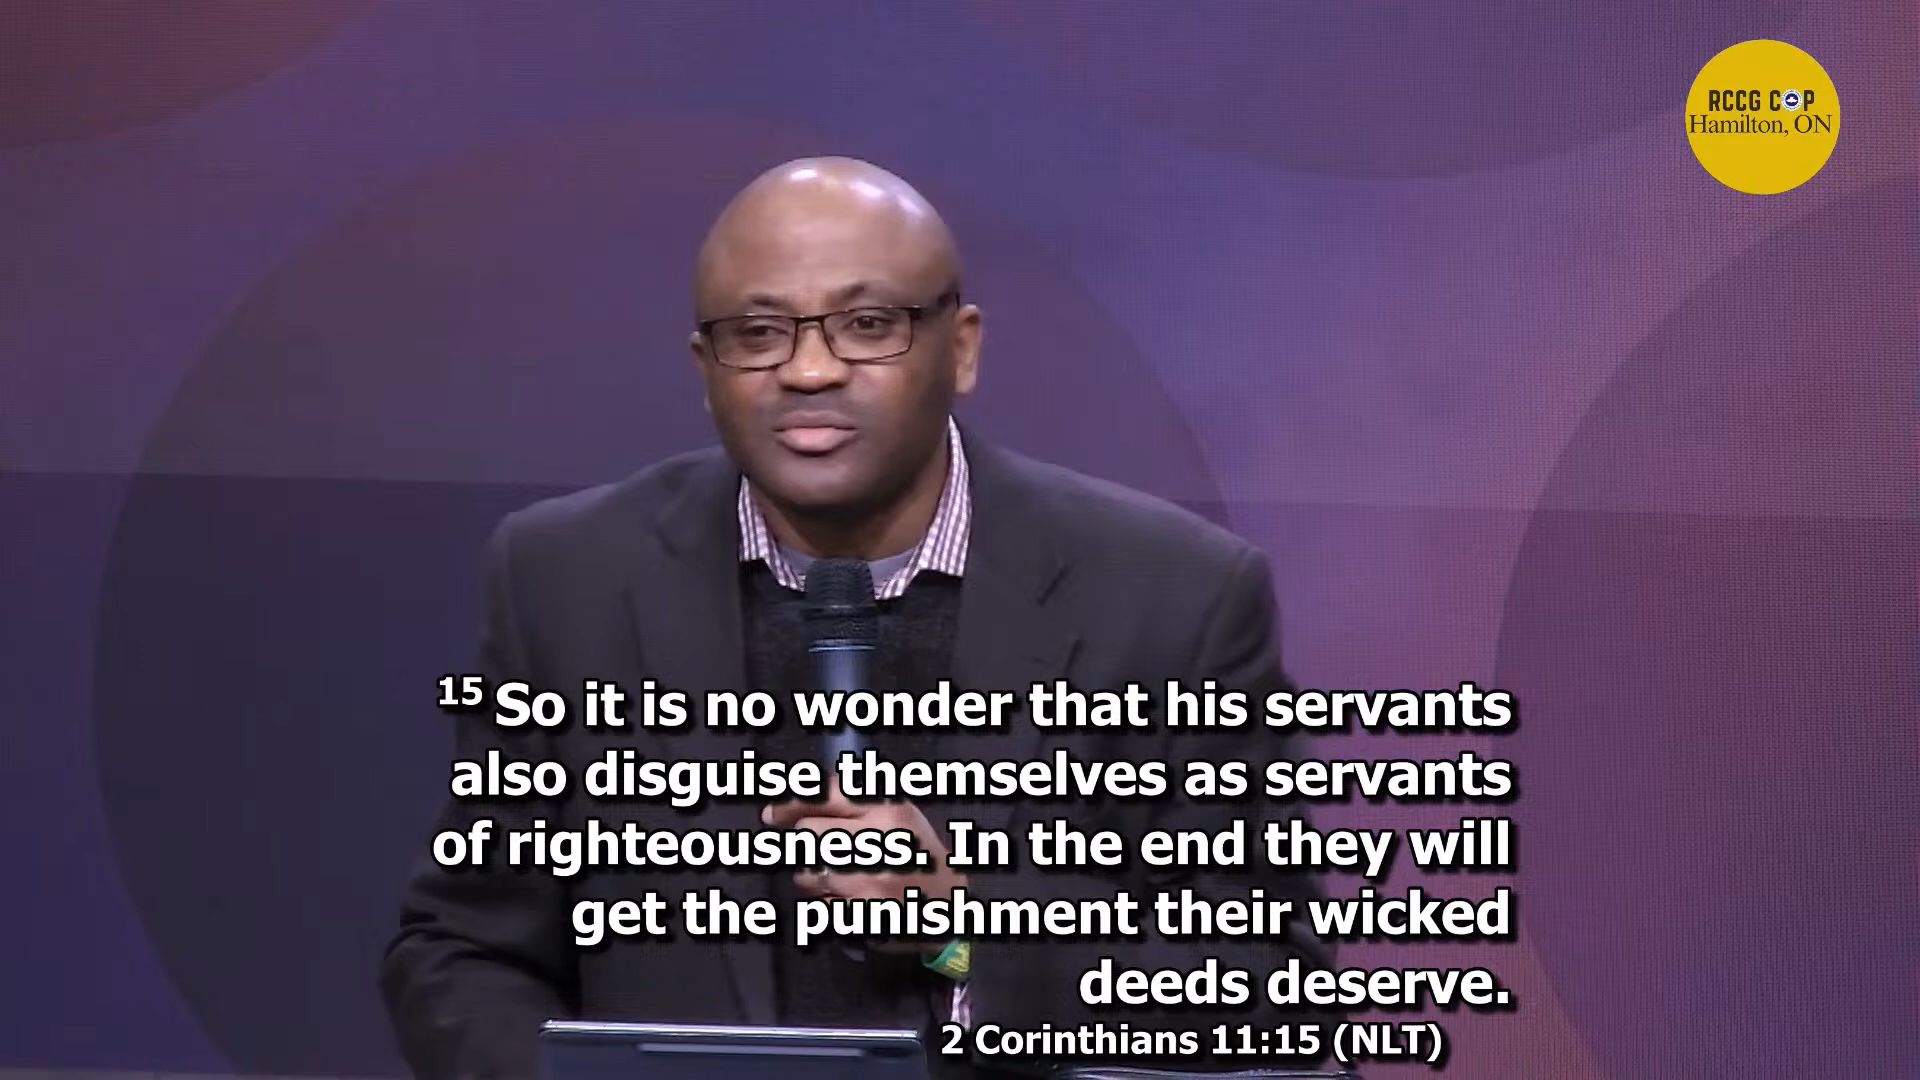 RCCG COP
Hamilton, ON
15 So it is no wonder that his servants
also disguise themselves as servants
of righteousness. In the end they will
get the punishment their wicked
deeds deserve.
2 Corinthians 11:15 (NLT)